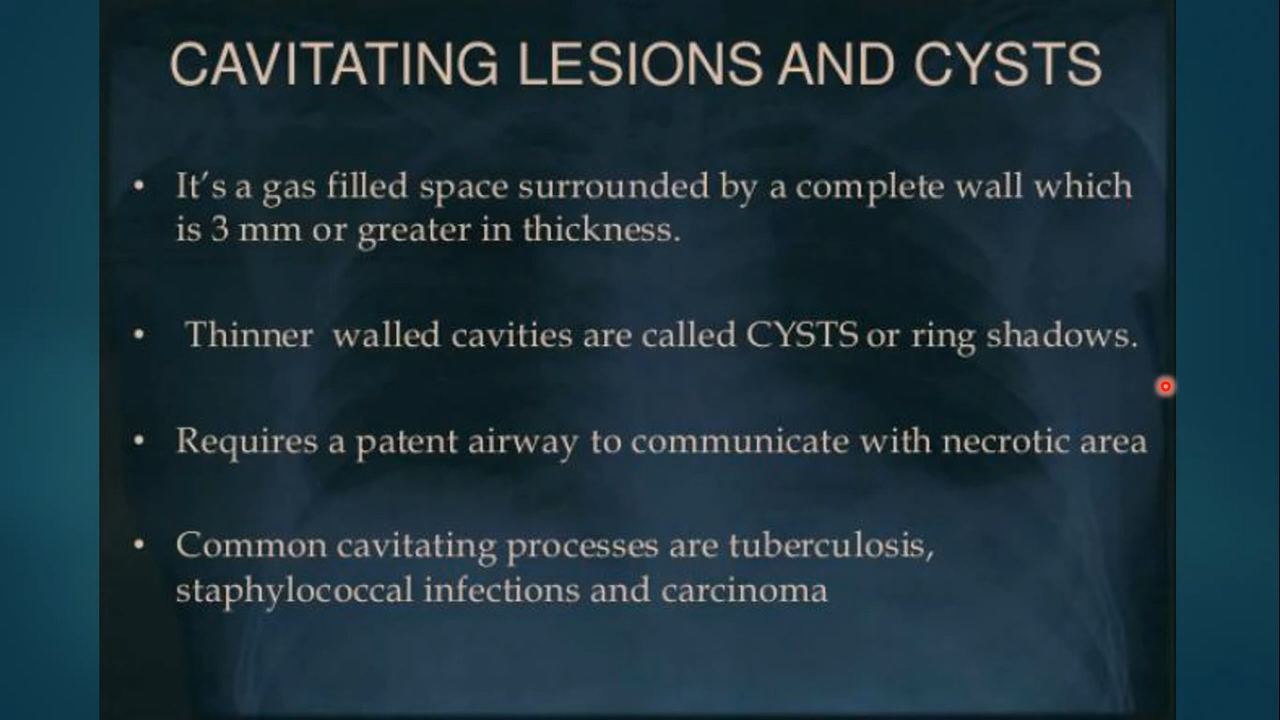 CAVITATING LESIONS AND CYSTS
• It’s a gas filled space surrounded by a complete wall which
is 3 mm or greater in thickness.
• Thinner walled cavities are called CYSTS or ring shadows.
• Requires a patent airway to communicate with necrotic area
• Common cavitating processes are tuberculosis,
staphylococcal infections and carcinoma